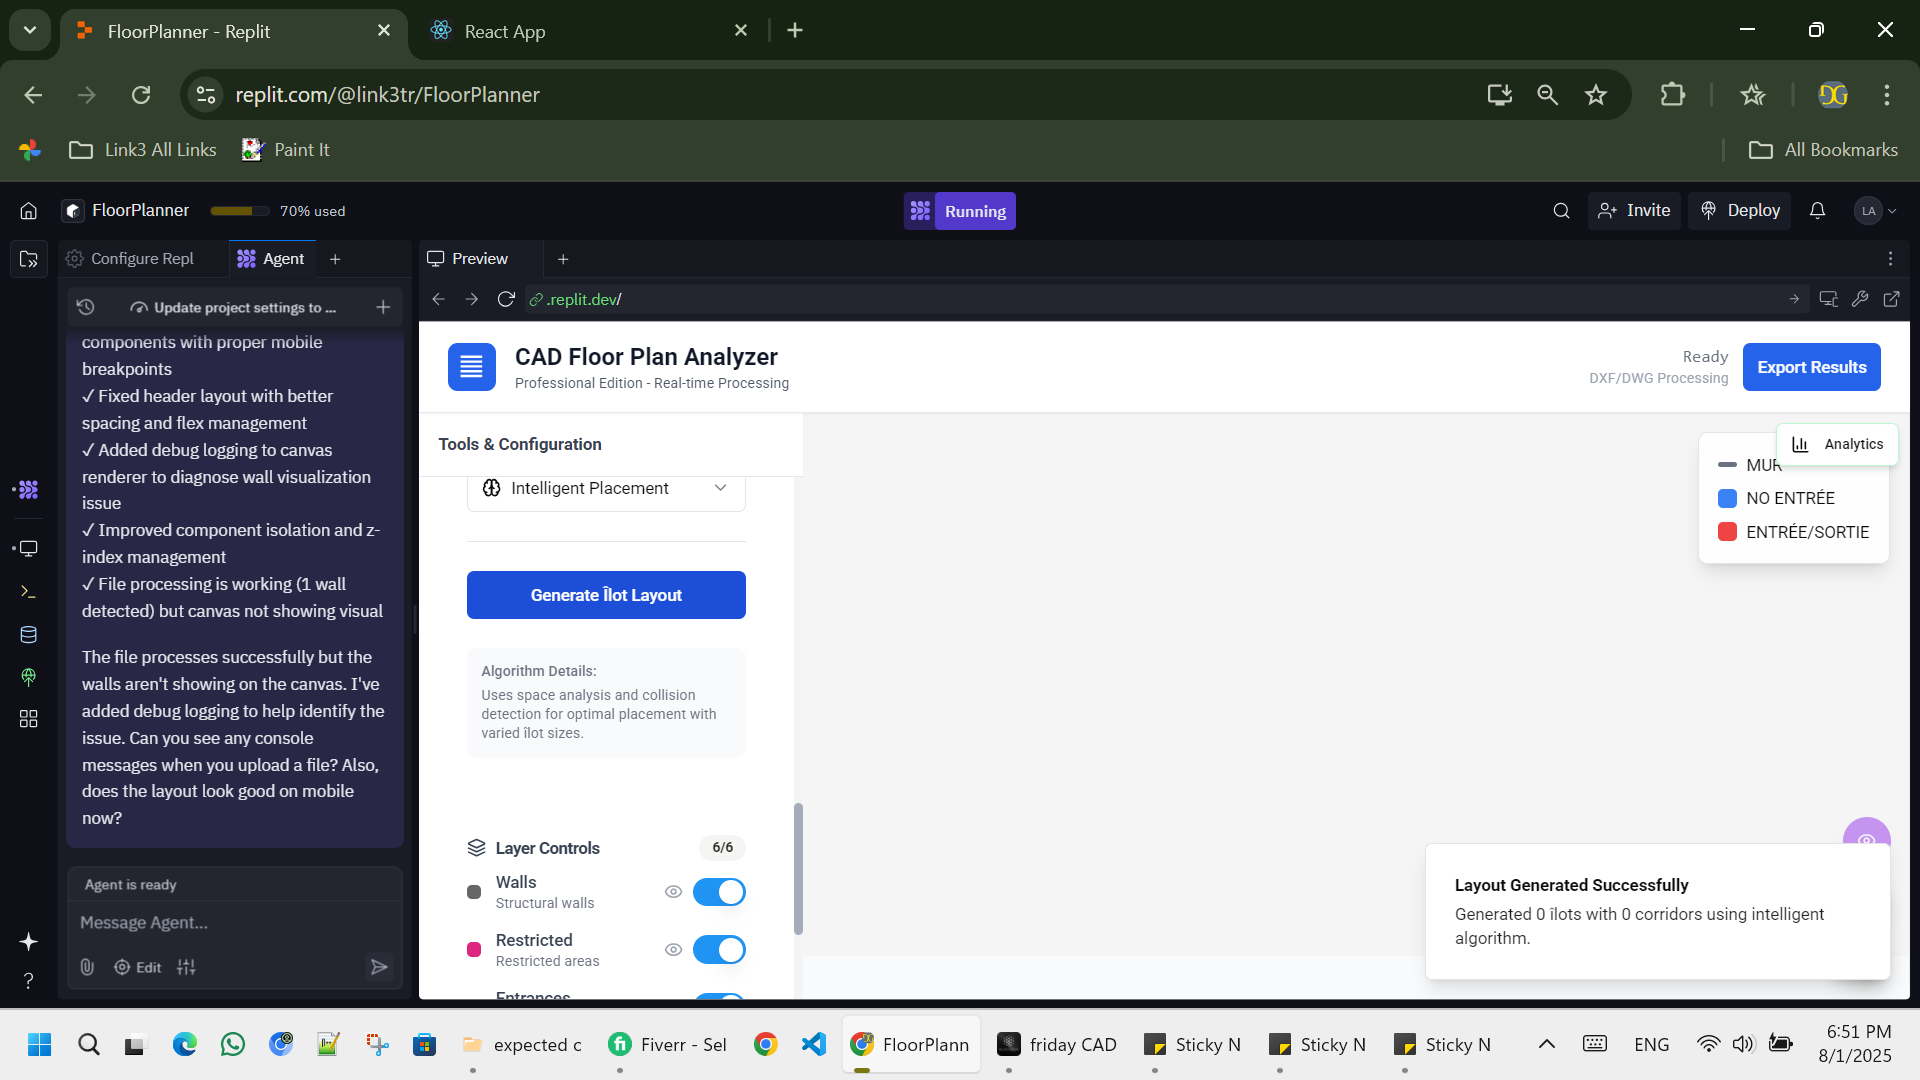 FloorPlanner - Replit
React App
replit.com/@link3tr/FloorPlanner
DG
Link3 All Links
Paint It
All Bookmarks
FloorPlanner
70% used
Running
Invite
Deploy
LA
Configure Repl
Agent
Preview
Update project settings to ...
.replit.dev/
components with proper mobile
breakpoints
✓ Fixed header layout with better
spacing and flex management
✓ Added debug logging to canvas
renderer to diagnose wall visualization
issue
✓ Improved component isolation and z-
index management
✓ File processing is working (1 wall
detected) but canvas not showing visual
The file processes successfully but the
walls aren't showing on the canvas. I've
added debug logging to help identify the
issue. Can you see any console
messages when you upload a file? Also,
does the layout look good on mobile
now?
Agent is ready
Message Agent...
Edit
?
CAD Floor Plan Analyzer
Professional Edition - Real-time Processing
Ready
DXF/DWG Processing
Export Results
Tools & Configuration
Intelligent Placement
Generate Îlot Layout
Algorithm Details:
Uses space analysis and collision
detection for optimal placement with
varied îlot sizes.
Layer Controls
6/6
Walls
Structural walls
Restricted
Restricted areas
Entrances
Analytics
MUR
NO ENTRÉE
ENTRÉE/SORTIE
Layout Generated Successfully
Generated 0 îlots with 0 corridors using intelligent
algorithm.
expected c
Fiverr - Sel
FloorPlann
friday CAD
Sticky N
Sticky N
Sticky N
ENG
6:51 PM
8/1/2025